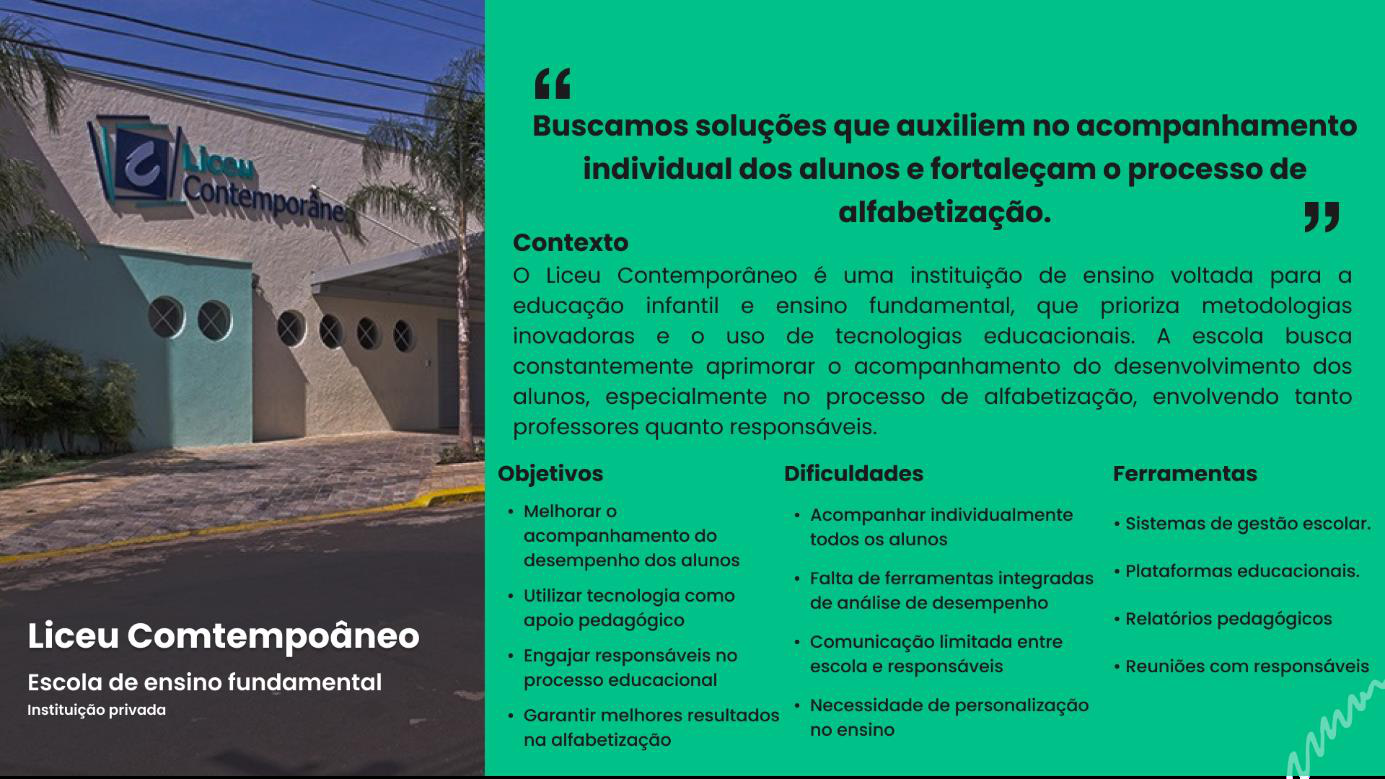 Liceu
Contemporâne
Liceu Comtempoâneo
Escola de ensino fundamental
Instituição privada
“
Buscamos soluções que auxiliem no acompanhamento
individual dos alunos e fortaleçam o processo de
alfabetização.
”
Contexto
O Liceu Contemporâneo é uma instituição de ensino voltada para a
educação infantil e ensino fundamental, que prioriza metodologias
inovadoras e o uso de tecnologias educacionais. A escola busca
constantemente aprimorar o acompanhamento do desenvolvimento dos
alunos, especialmente no processo de alfabetização, envolvendo tanto
professores quanto responsáveis.
Objetivos
• Melhorar o
acompanhamento do
desempenho dos alunos
• Utilizar tecnologia como
apoio pedagógico
• Engajar responsáveis no
processo educacional
• Garantir melhores resultados
na alfabetização
Dificuldades
• Acompanhar individualmente
todos os alunos
• Falta de ferramentas integradas
de análise de desempenho
• Comunicação limitada entre
escola e responsáveis
• Necessidade de personalização
no ensino
Ferramentas
• Sistemas de gestão escolar.
• Plataformas educacionais.
• Relatórios pedagógicos
• Reuniões com responsáveis